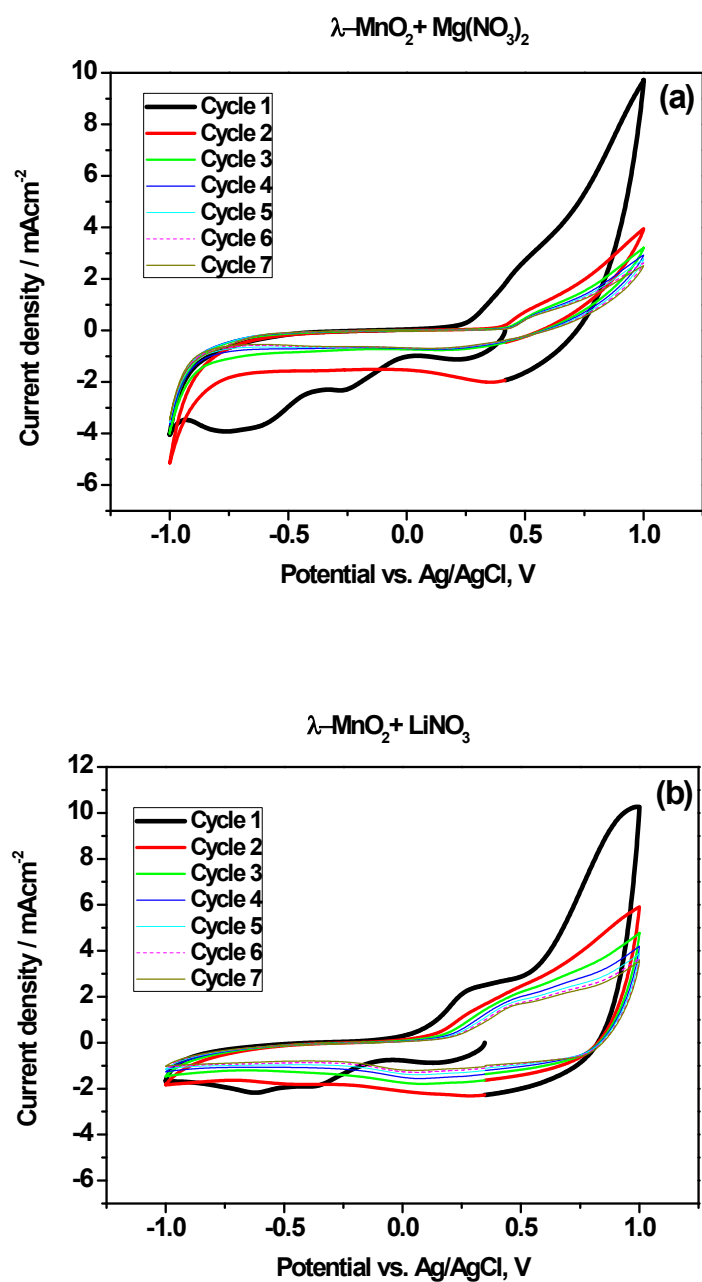 λ–MnO₂+ Mg(NO₃)₂
(a)
Cycle 1
Cycle 2
Cycle 3
Cycle 4
Cycle 5
Cycle 6
Cycle 7
10
8
6
4
2
0
-2
-4
-6
Current density / mAcm⁻²
-1.0 -0.5 0.0 0.5 1.0
Potential vs. Ag/AgCl, V
λ–MnO₂+ LiNO₃
(b)
Cycle 1
Cycle 2
Cycle 3
Cycle 4
Cycle 5
Cycle 6
Cycle 7
12
10
8
6
4
2
0
-2
-4
-6
Current density / mAcm⁻²
-1.0 -0.5 0.0 0.5 1.0
Potential vs. Ag/AgCl, V